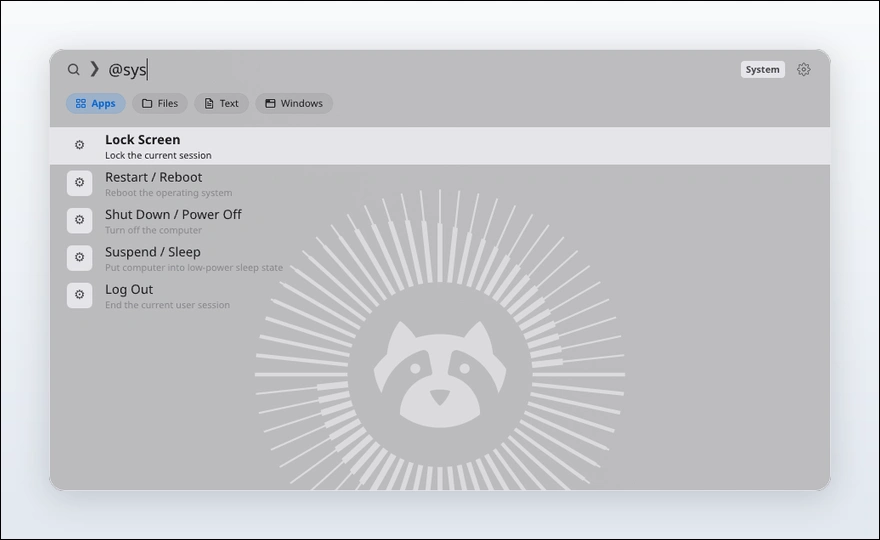 @sys
System
Apps Files Text Windows
Lock Screen
Lock the current session
Restart / Reboot
Reboot the operating system
Shut Down / Power Off
Turn off the computer
Suspend / Sleep
Put computer into low-power sleep state
Log Out
End the current user session